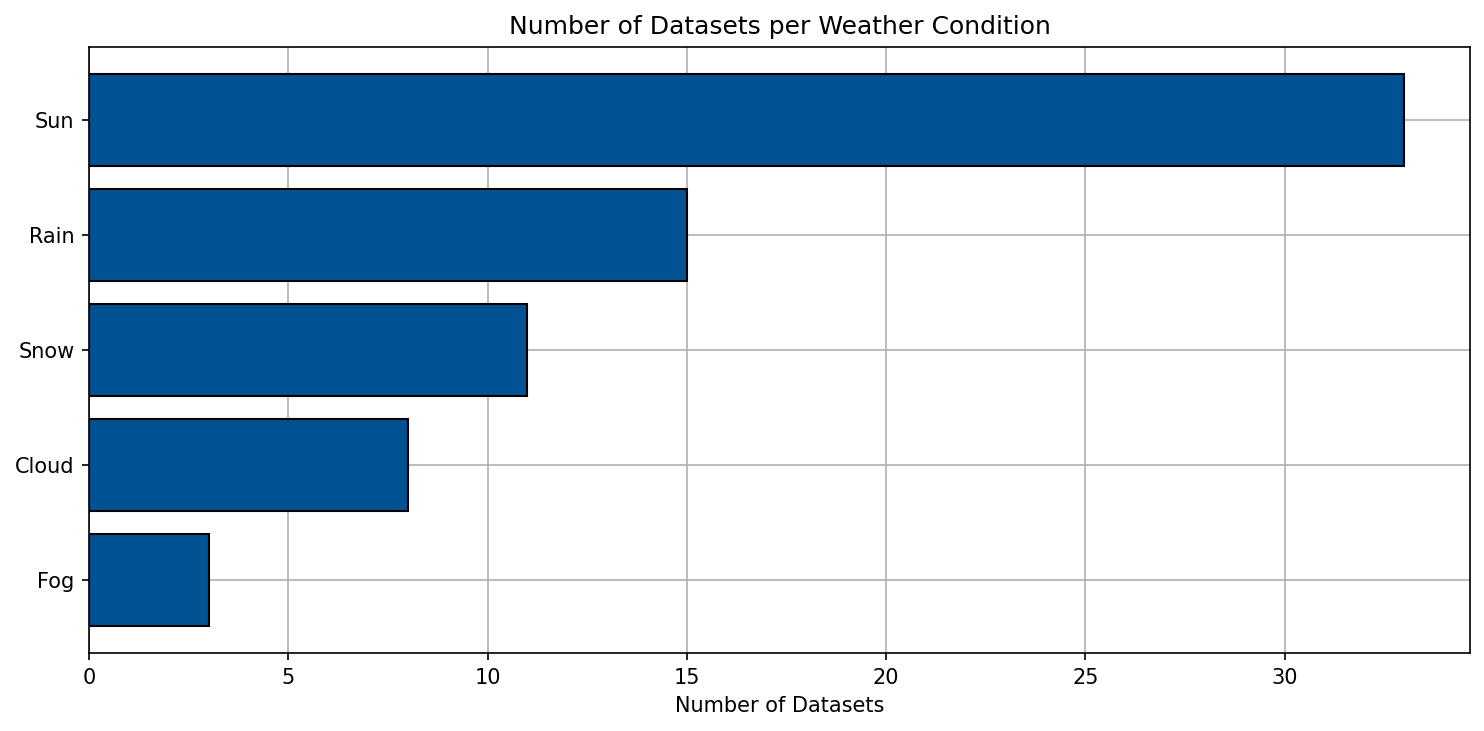 Number of Datasets per Weather Condition
Sun
Rain
Snow
Cloud
Fog
0 5 10 15 20 25 30
Number of Datasets